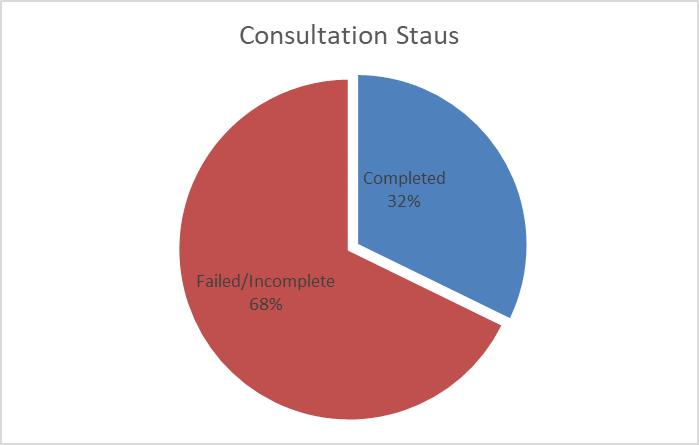 Consultation Staus
Completed
32%
Failed/Incomplete
68%